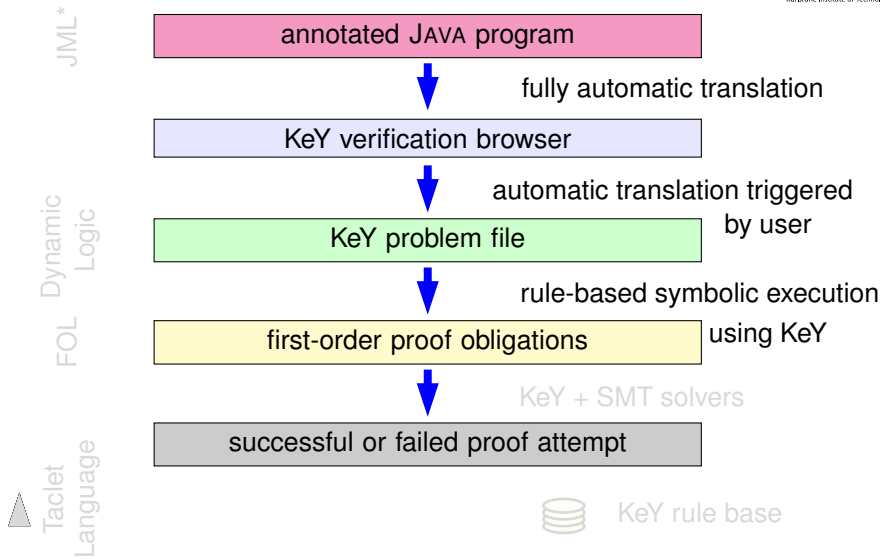 JML*
annotated JAVA program
fully automatic translation
KeY verification browser
automatic translation triggered
by user
Dynamic
Logic
KeY problem file
rule-based symbolic execution
using KeY
FOL
first-order proof obligations
KeY + SMT solvers
successful or failed proof attempt
Taclet
Language
KeY rule base